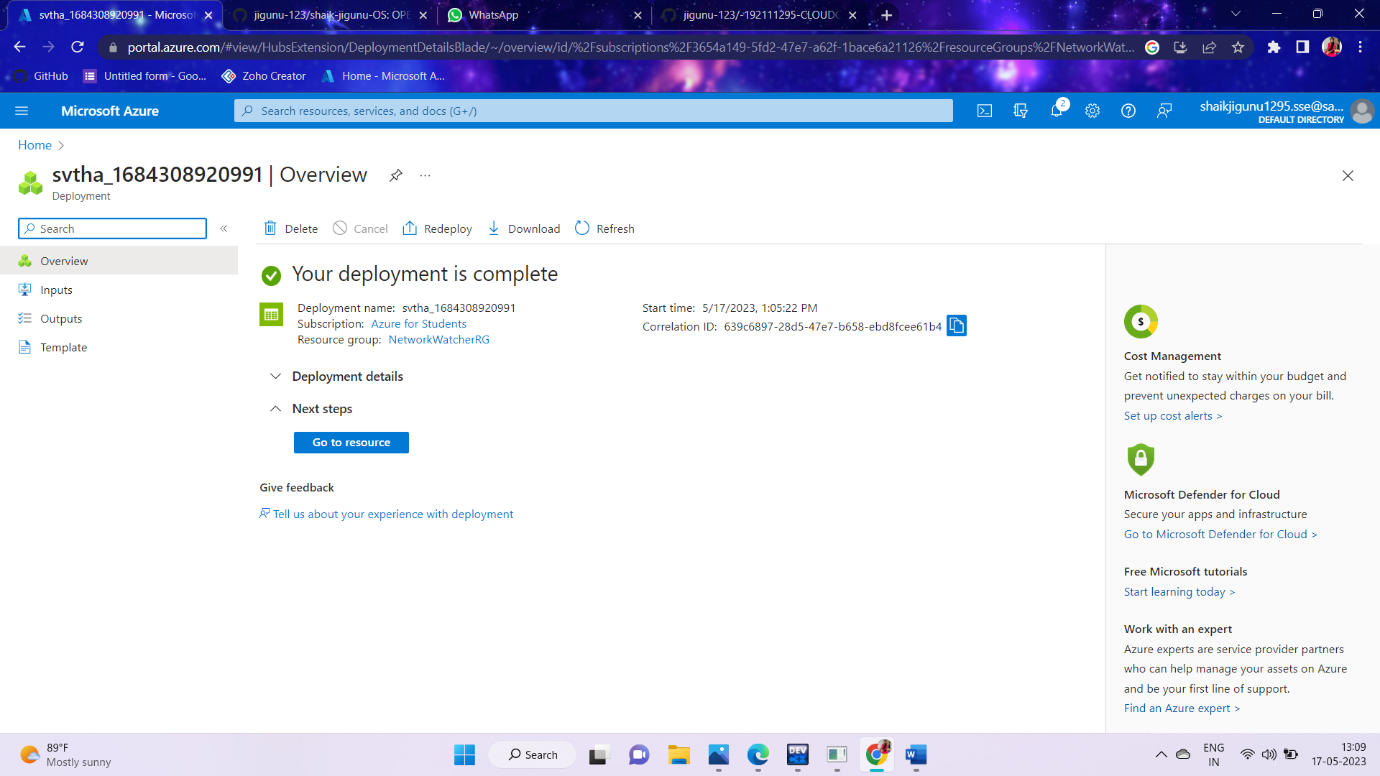 svtha_1684308920991 - Microsof
jigunu-123/shaik-jigunu-OS: OPE
WhatsApp
jigunu-123/-192111295-CLOUDC
portal.azure.com/#view/HubsExtension/DeploymentDetailsBlade/~/overview/id/%2Fsubscriptions%2F3654a149-5fd2-47e7-a62f-1bace6a21126%2FresourceGroups%2FNetworkWat...
GitHub
Untitled form - Goo...
Zoho Creator
Home - Microsoft A...
Microsoft Azure
Search resources, services, and docs (G+/)
2
shaikjigunu1295.sse@sa...
DEFAULT DIRECTORY
Home
svtha_1684308920991 | Overview
Deployment
Search
Delete
Cancel
Redeploy
Download
Refresh
Overview
Inputs
Outputs
Template
Your deployment is complete
Deployment name: svtha_1684308920991
Subscription: Azure for Students
Resource group: NetworkWatcherRG
Start time: 5/17/2023, 1:05:22 PM
Correlation ID: 639c6897-28d5-47e7-b658-ebd8fcee61b4
Deployment details
Next steps
Go to resource
Give feedback
Tell us about your experience with deployment
$
Cost Management
Get notified to stay within your budget and
prevent unexpected charges on your bill.
Set up cost alerts >
Microsoft Defender for Cloud
Secure your apps and infrastructure
Go to Microsoft Defender for Cloud >
Free Microsoft tutorials
Start learning today >
Work with an expert
Azure experts are service provider partners
who can help manage your assets on Azure
and be your first line of support.
Find an Azure expert >
89°F
Mostly sunny
Search
DEV
ENG
IN
13:09
17-05-2023